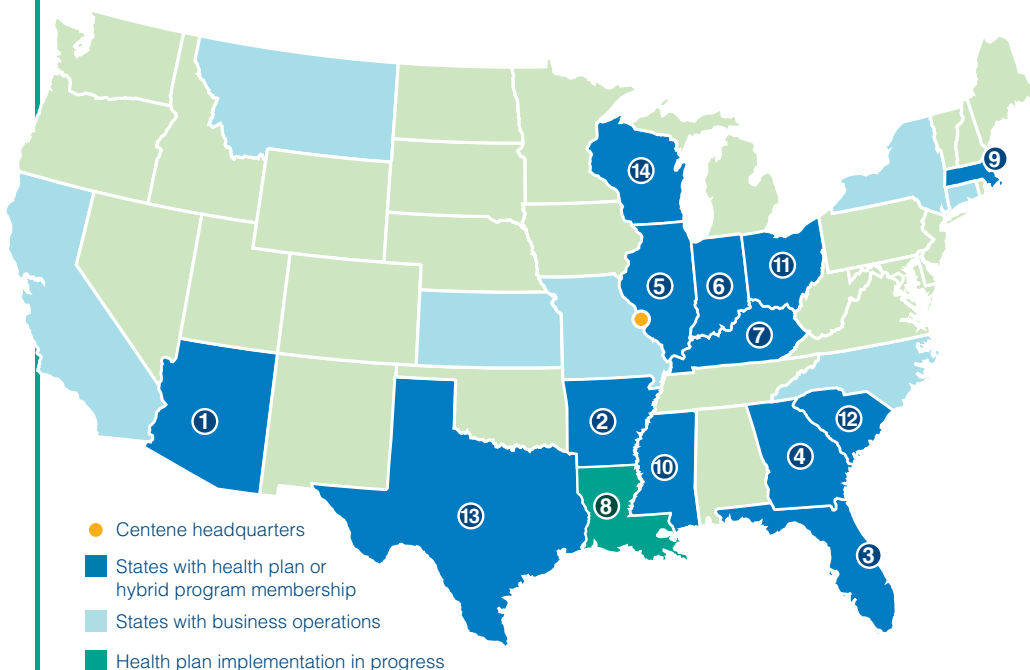 9
14
11
5
6
7
1
2
12
4
10
8
13
3
Centene headquarters
States with health plan or
hybrid program membership
States with business operations
Health plan implementation in progress